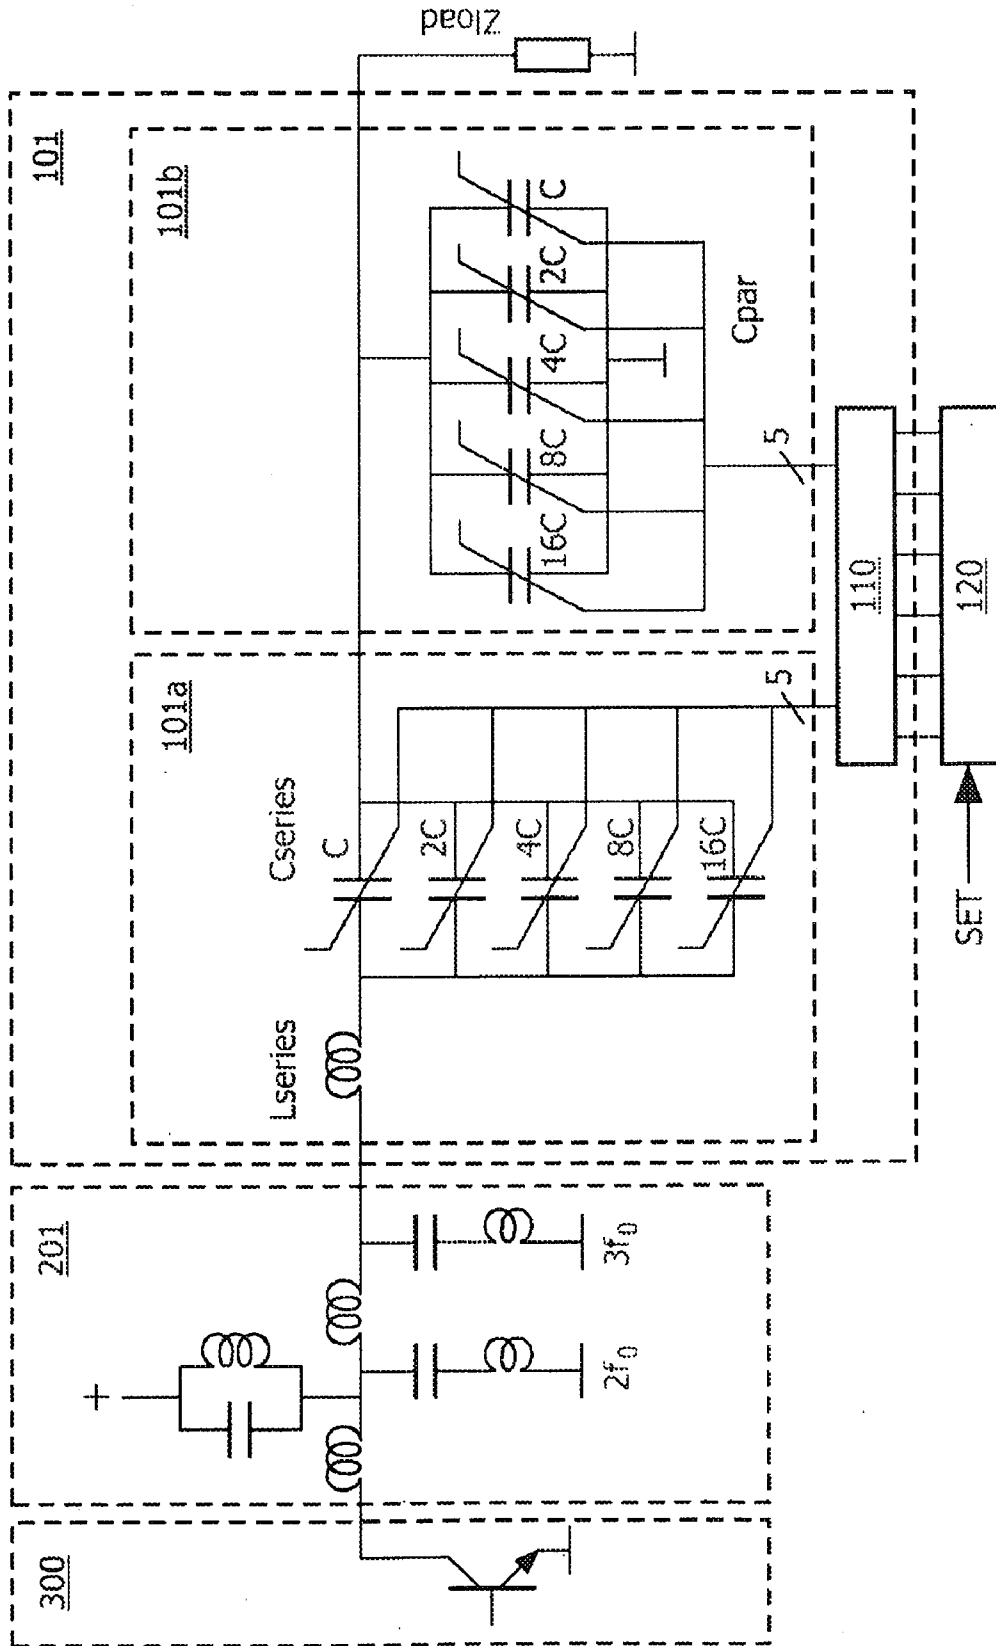 300
201
2f0
3f0
+
101
101a
Lseries
Cseries
C
2C
4C
8C
16C
5
101b
16C
8C
4C
2C
C
Cpar
5
Zload
110
120
SET